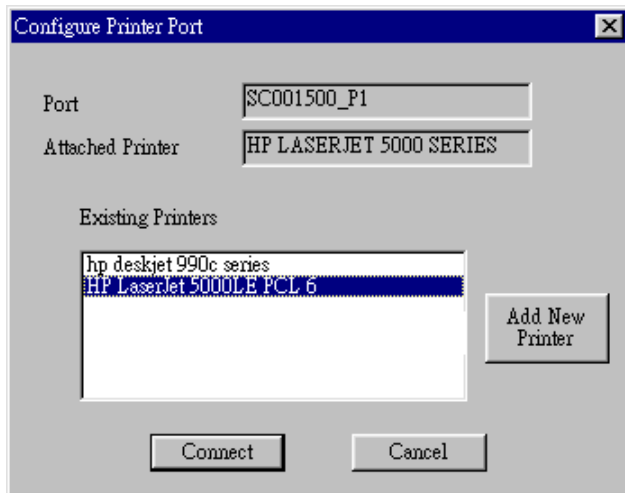 Configure Printer Port
Port
SC001500_P1
Attached Printer
HP LASERJET 5000 SERIES
Existing Printers
hp deskjet 990c series
HP LaserJet 5000LE PCL 6
Add New
Printer
Connect
Cancel